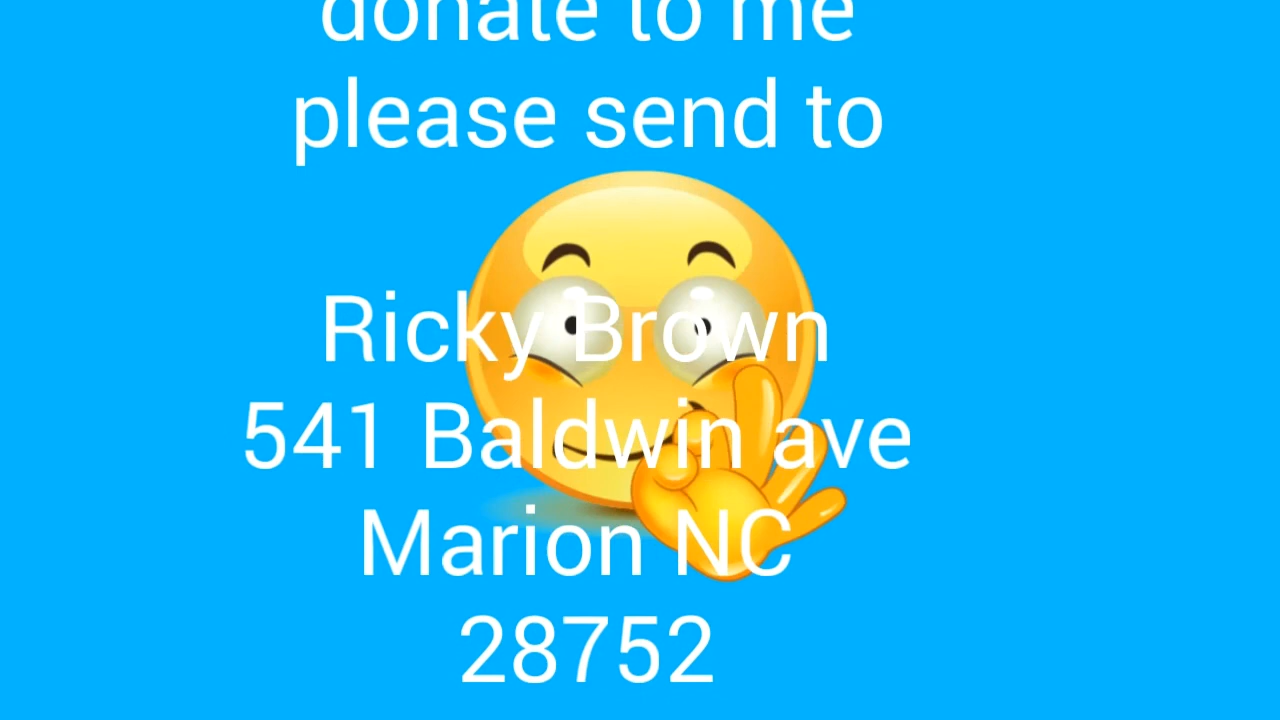 donate to me
please send to
Ricky Brown
541 Baldwin ave
Marion NC
28752